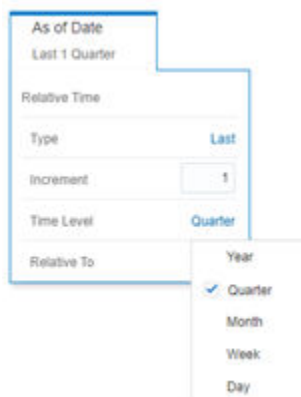 As of Date
Last 1 Quarter
Relative Time
Type Last
Increment 1
Time Level Quarter
Relative To
Year
Quarter
Month
Week
Day